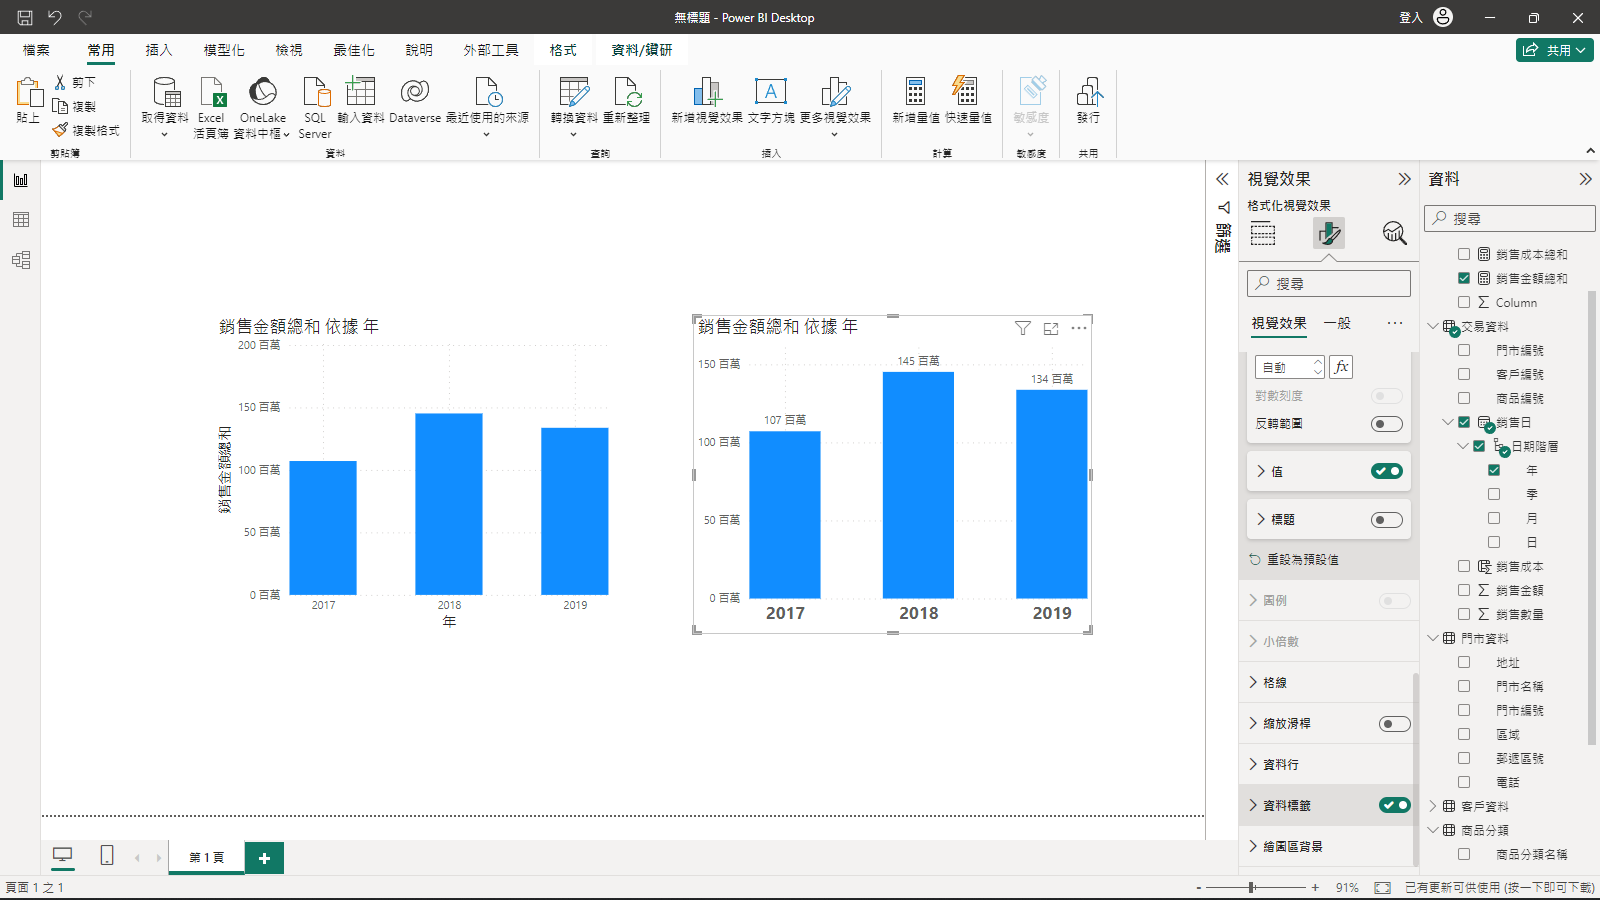 無標題 - Power BI Desktop
登入
檔案 常用 插入 模型化 檢視 最佳化 說明 外部工具 格式 資料/鑽研
共用
貼上
剪下
複製
複製格式
剪貼簿
取得資料
Excel 活頁簿
OneLake 資料中樞
SQL Server
輸入資料
Dataverse
最近使用的來源
資料
轉換資料
重新整理
查詢
新增視覺效果
文字方塊
更多視覺效果
插入
新增量值
快速量值
計算
敏感度
敏感度
發行
共用
銷售金額總和 依據 年
200 百萬
150 百萬
100 百萬
50 百萬
0 百萬
銷售金額總和
2017 2018 2019
年
銷售金額總和 依據 年
150 百萬
100 百萬
50 百萬
0 百萬
107 百萬
145 百萬
134 百萬
2017 2018 2019
篩選
視覺效果
格式化視覺效果
搜尋
視覺效果 一般
自動
fx
對數刻度
反轉範圍
值
標題
重設為預設值
圖例
小倍數
格線
縮放滑桿
資料行
資料標籤
繪圖區背景
資料
搜尋
銷售成本總和
銷售金額總和
Column
交易資料
門市編號
客戶編號
商品編號
銷售日
日期階層
年
季
月
日
銷售成本
銷售金額
銷售數量
門市資料
地址
門市名稱
門市編號
區域
郵遞區號
電話
客戶資料
商品分類
商品分類名稱
第 1 頁
頁面 1 之 1
- + 91%
已有更新可供使用 (按一下即可下載)